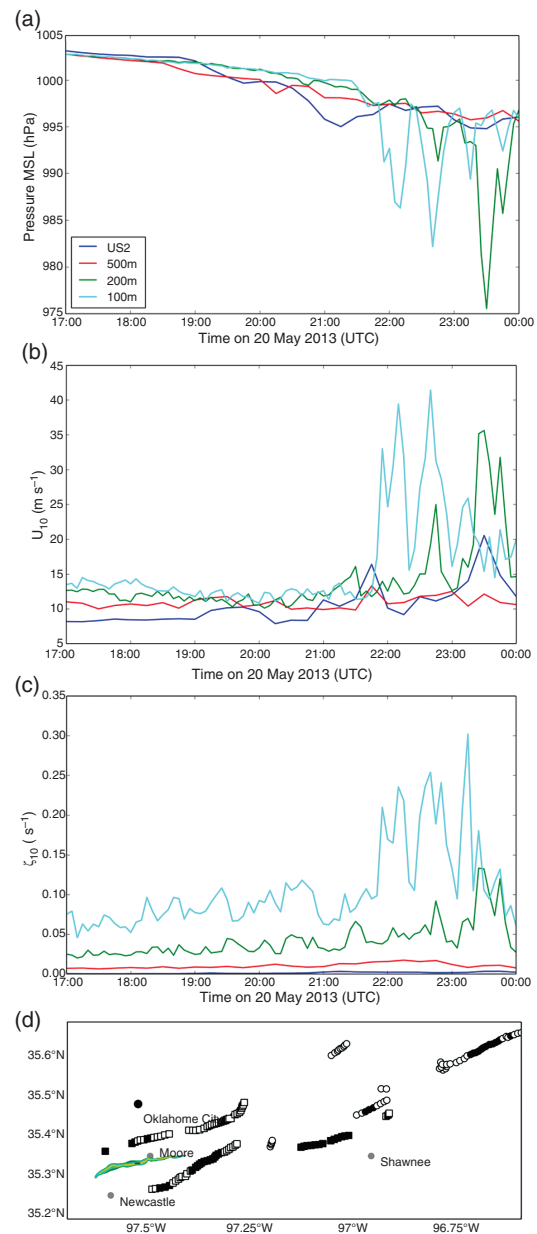 (a)
1005
1000
995
990
985
980
975
Pressure MSL (hPa)
US2
500m
200m
100m
17:00 18:00 19:00 20:00 21:00 22:00 23:00 00:00
Time on 20 May 2013 (UTC)
(b)
45
40
35
30
25
20
15
10
5
U10 (m s−1)
17:00 18:00 19:00 20:00 21:00 22:00 23:00 00:00
Time on 20 May 2013 (UTC)
(c)
0.35
0.30
0.25
0.20
0.15
0.10
0.05
0.00
ζ10 ( s−1)
17:00 18:00 19:00 20:00 21:00 22:00 23:00 00:00
Time on 20 May 2013 (UTC)
(d)
35.6°N
35.5°N
35.4°N
35.3°N
35.2°N
Oklahome City
Moore
Shawnee
Newcastle
97.5°W 97.25°W 97°W 96.75°W